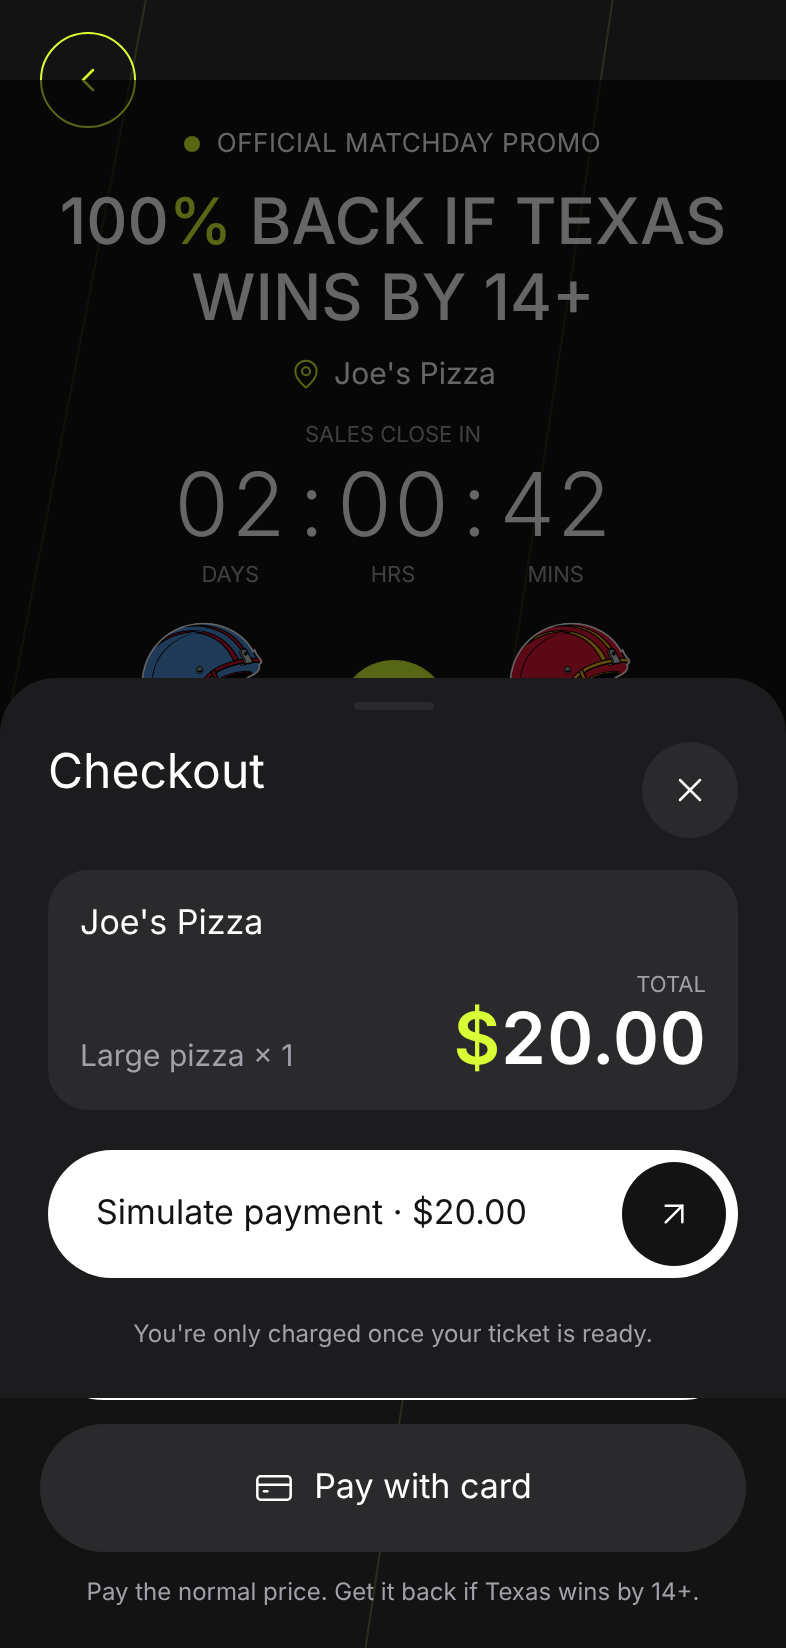 OFFICIAL MATCHDAY PROMO
100% BACK IF TEXAS
WINS BY 14+
Joe's Pizza
SALES CLOSE IN
02 : 00 : 42
DAYS HRS MINS
Checkout
Joe's Pizza
TOTAL
Large pizza × 1 $20.00
Simulate payment · $20.00
You're only charged once your ticket is ready.
Pay with card
Pay the normal price. Get it back if Texas wins by 14+.